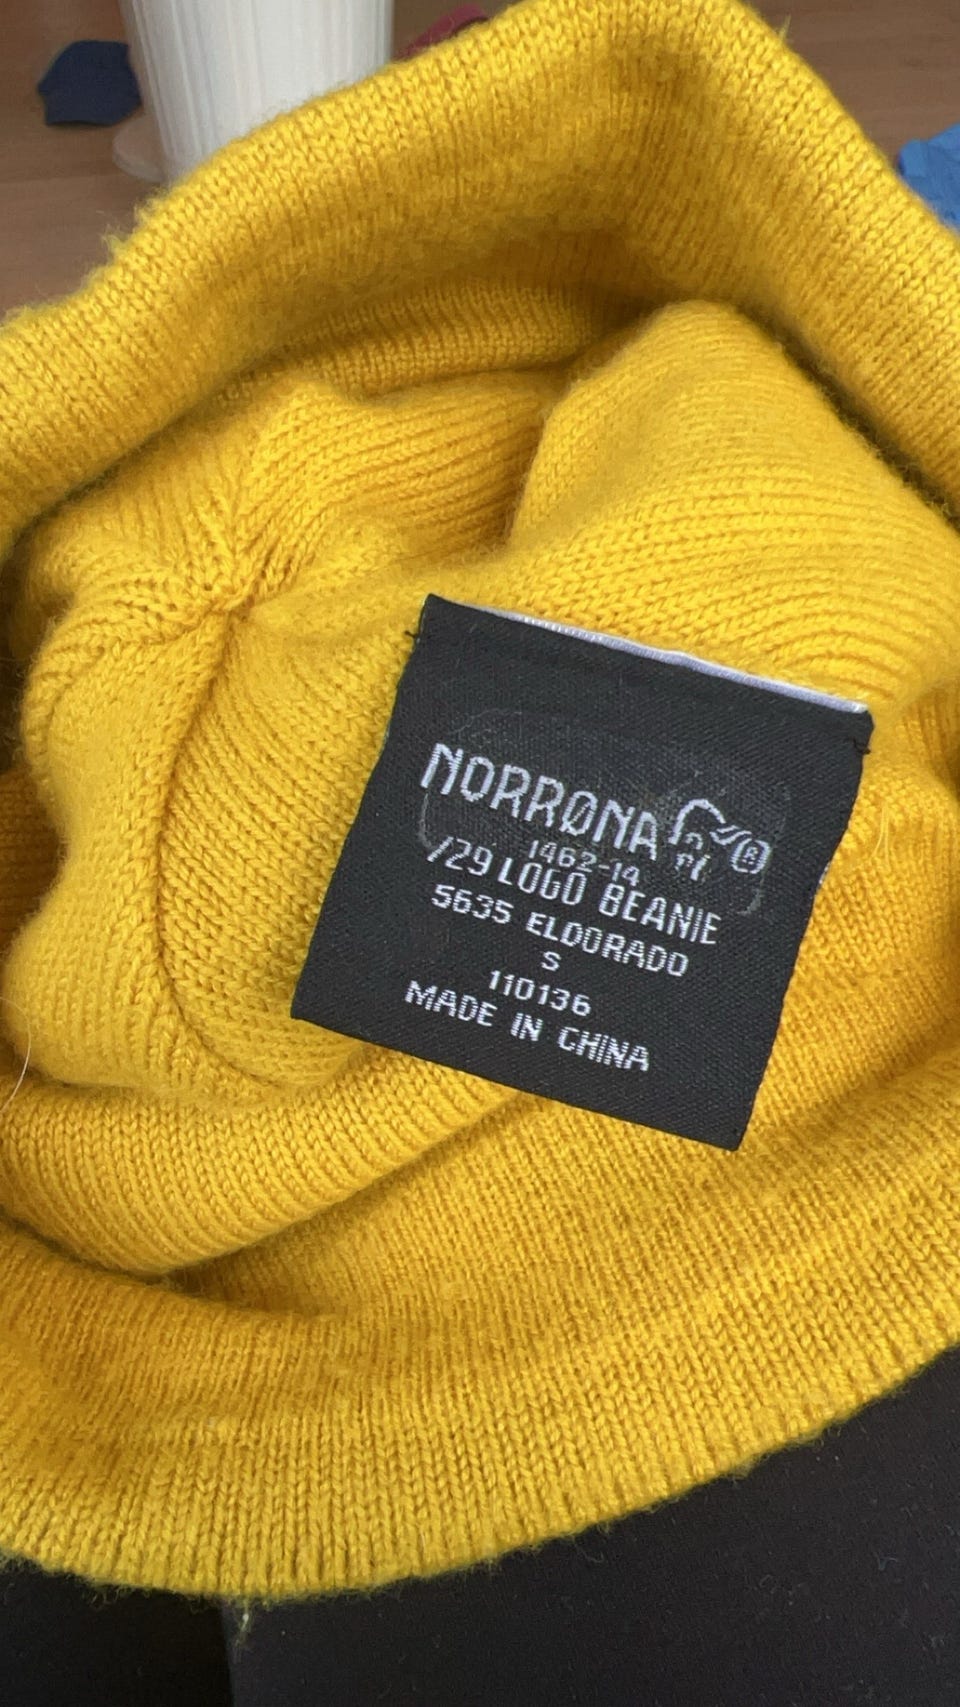 NORRØNA ®
1462-14
/29 LOGO BEANIE
5635 ELDORADO
S
110136
MADE IN CHINA